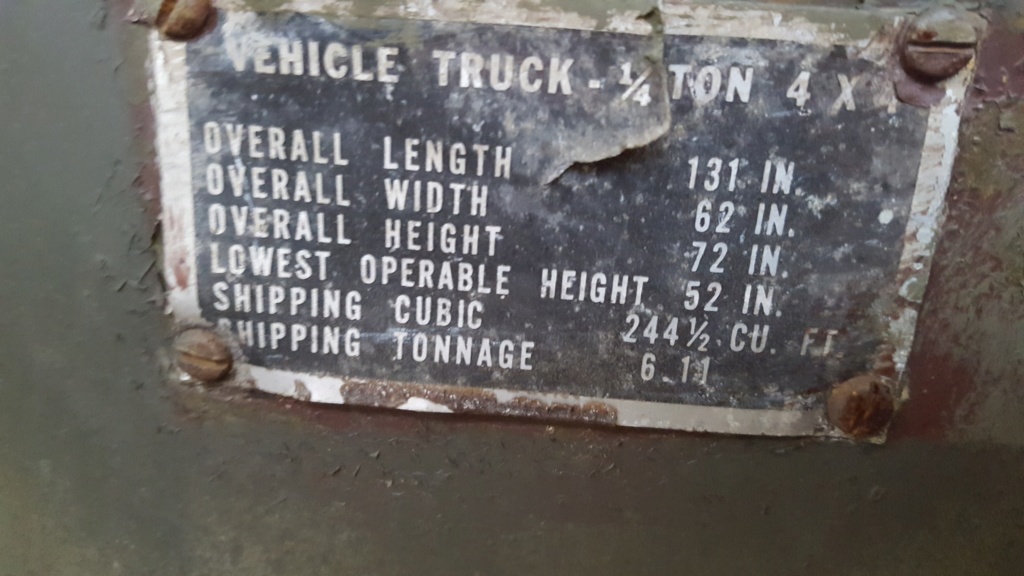 VEHICLE TRUCK - ¼ TON 4 X 4
OVERALL LENGTH 131 IN.
OVERALL WIDTH 62 IN.
OVERALL HEIGHT 72 IN.
LOWEST OPERABLE HEIGHT 52 IN.
SHIPPING CUBIC 244½ CU. FT
SHIPPING TONNAGE 6.11